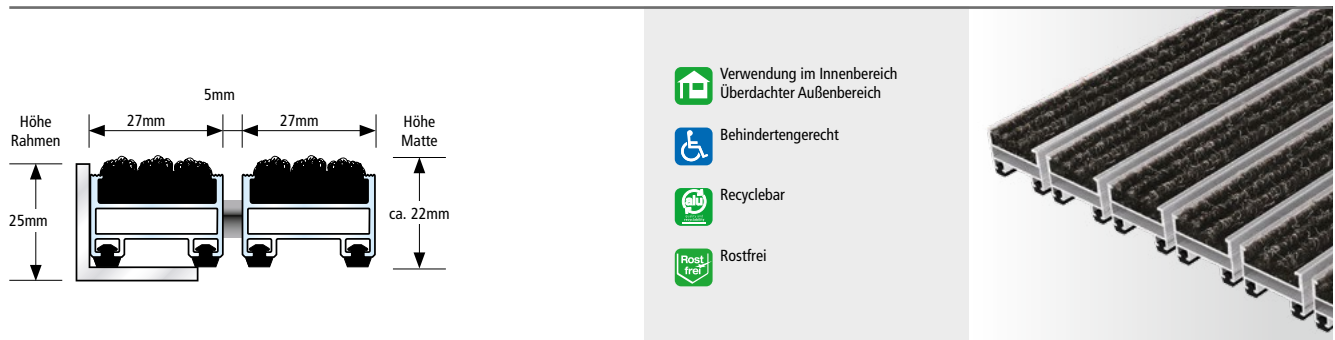 5mm
Höhe
Rahmen
27mm
27mm
Höhe
Matte
25mm
ca. 22mm
Verwendung im Innenbereich
Überdachter Außenbereich
Behindertengerecht
alu
Recyclebar
Rost
frei
Rostfrei